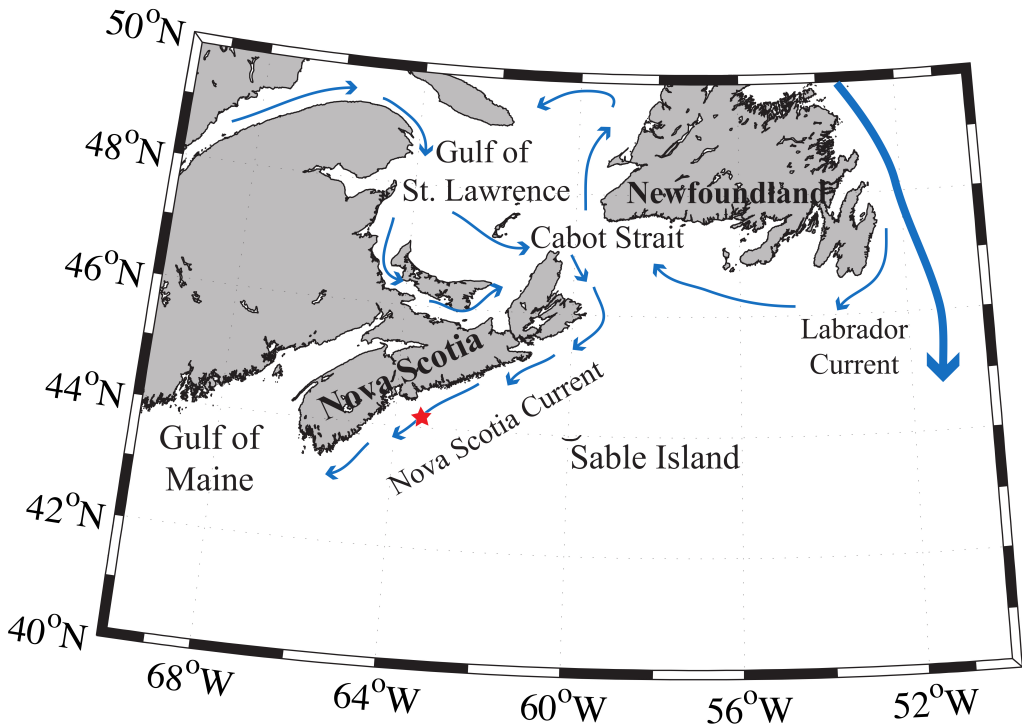 50°N
48°N
46°N
44°N
42°N
40°N
68°W
64°W
60°W
56°W
52°W
Gulf of
St. Lawrence
Newfoundland
Cabot Strait
Labrador
Current
Nova Scotia
Nova Scotia Current
Gulf of
Maine
Sable Island